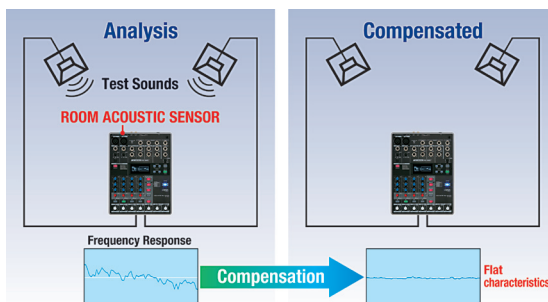 Analysis
Compensated
Test Sounds
ROOM ACOUSTIC SENSOR
Frequency Response
Compensation
Flat
characteristics